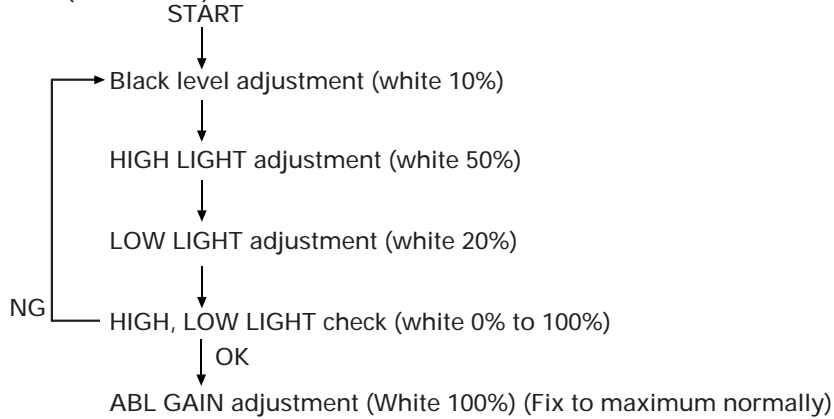 START
Black level adjustment (white 10%)
HIGH LIGHT adjustment (white 50%)
LOW LIGHT adjustment (white 20%)
NG
HIGH, LOW LIGHT check (white 0% to 100%)
OK
ABL GAIN adjustment (White 100%) (Fix to maximum normally)